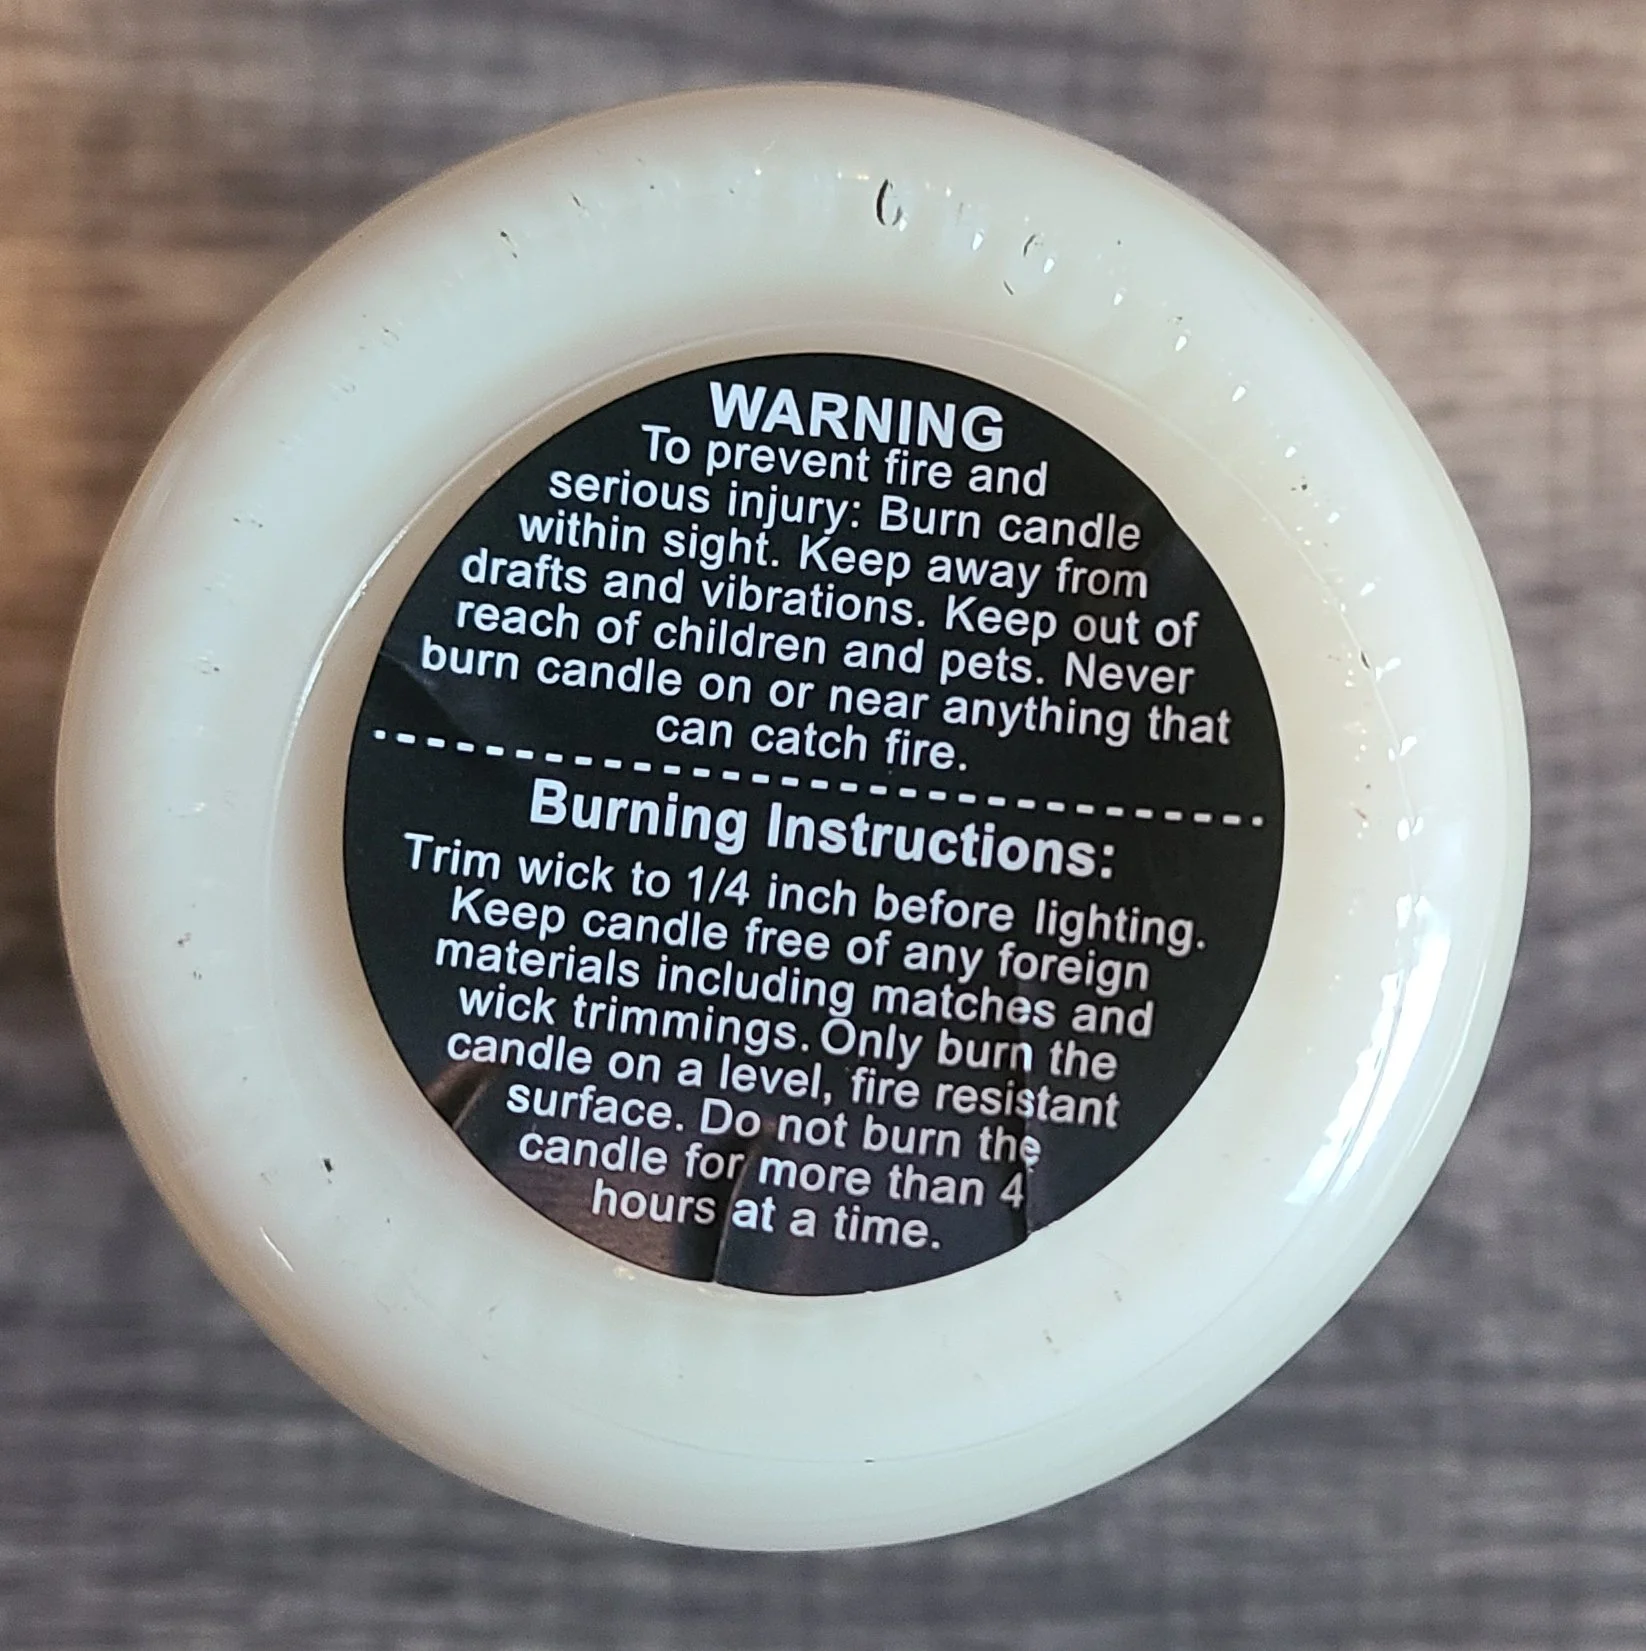 WARNING
To prevent fire and
serious injury: Burn candle
within sight. Keep away from
drafts and vibrations. Keep out of
reach of children and pets. Never
burn candle on or near anything that
can catch fire.
Burning Instructions:
Trim wick to 1/4 inch before lighting.
Keep candle free of any foreign
materials including matches and
wick trimmings. Only burn the
candle on a level, fire resistant
surface. Do not burn the
candle for more than 4
hours at a time.